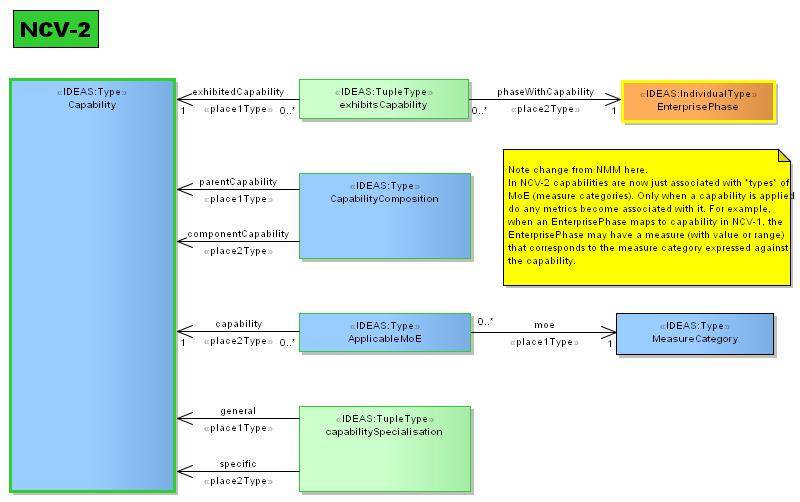 NCV-2
«IDEAS:Type»
Capability
exhibitedCapability
«place1Type»
1
0..*
«IDEAS:TupleType»
exhibitsCapability
phaseWithCapability
«place2Type»
0..*
1
«IDEAS:IndividualType»
EnterprisePhase
parentCapability
«place1Type»
componentCapability
«place2Type»
«IDEAS:Type»
CapabilityComposition
Note change from NMM here.
In NCV-2 capabilities are now just associated with "types" of
MoE (measure categories). Only when a capability is applied
do any metrics become associated with it. For example,
when an EnterprisePhase maps to capability in NCV-1, the
EnterprisePhase may have a measure (with value or range)
that corresponds to the measure category expressed against
the capability.
capability
«place2Type»
1
0..*
«IDEAS:Type»
ApplicableMoE
0..*
moe
«place1Type»
1
«IDEAS:Type»
MeasureCategory
general
«place1Type»
specific
«place2Type»
«IDEAS:TupleType»
capabilitySpecialisation